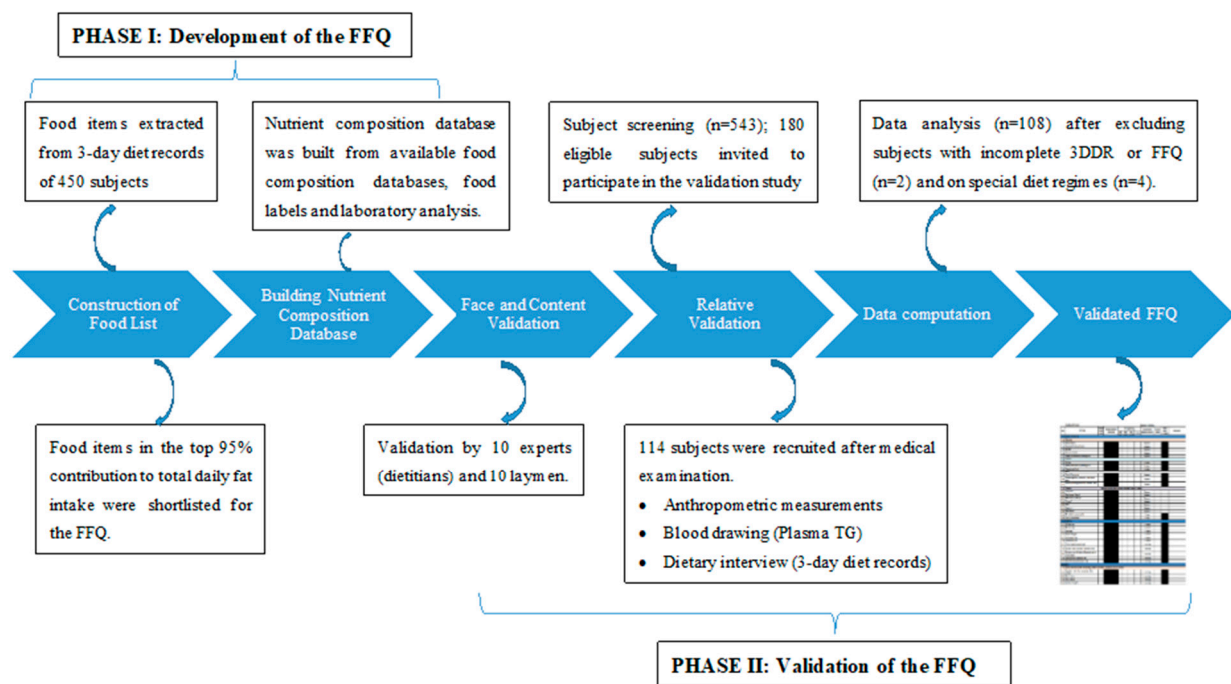 PHASE I: Development of the FFQ
Food items extracted
from 3-day diet records
of 450 subjects
Nutrient composition database
was built from available food
composition databases, food
labels and laboratory analysis.
Subject screening (n=543); 180
eligible subjects invited to
participate in the validation study
Data analysis (n=108) after excluding
subjects with incomplete 3DDR or FFQ
(n=2) and on special diet regimes (n=4).
Construction of
Food List
Building Nutrient
Composition
Database
Face and Content
Validation
Relative
Validation
Data computation
Validated FFQ
Food items in the top 95%
contribution to total daily fat
intake were shortlisted for
the FFQ.
Validation by 10 experts
(dietitians) and 10 laymen.
114 subjects were recruited after medical
examination.
• Anthropometric measurements
• Blood drawing (Plasma TG)
• Dietary interview (3-day diet records)
PHASE II: Validation of the FFQ